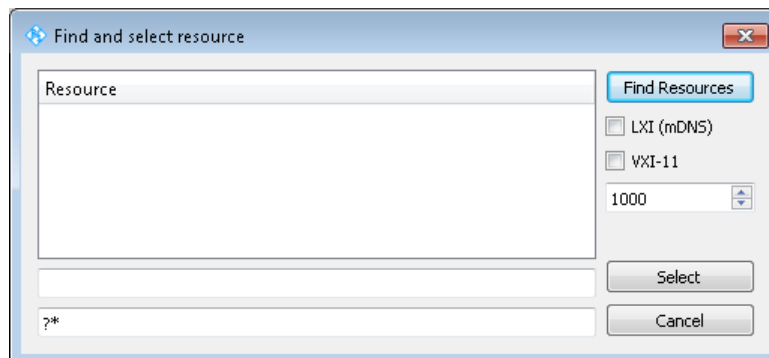 Find and select resource
Resource
Find Resources
LXI (mDNS)
VXI-11
1000
Select
?*
Cancel